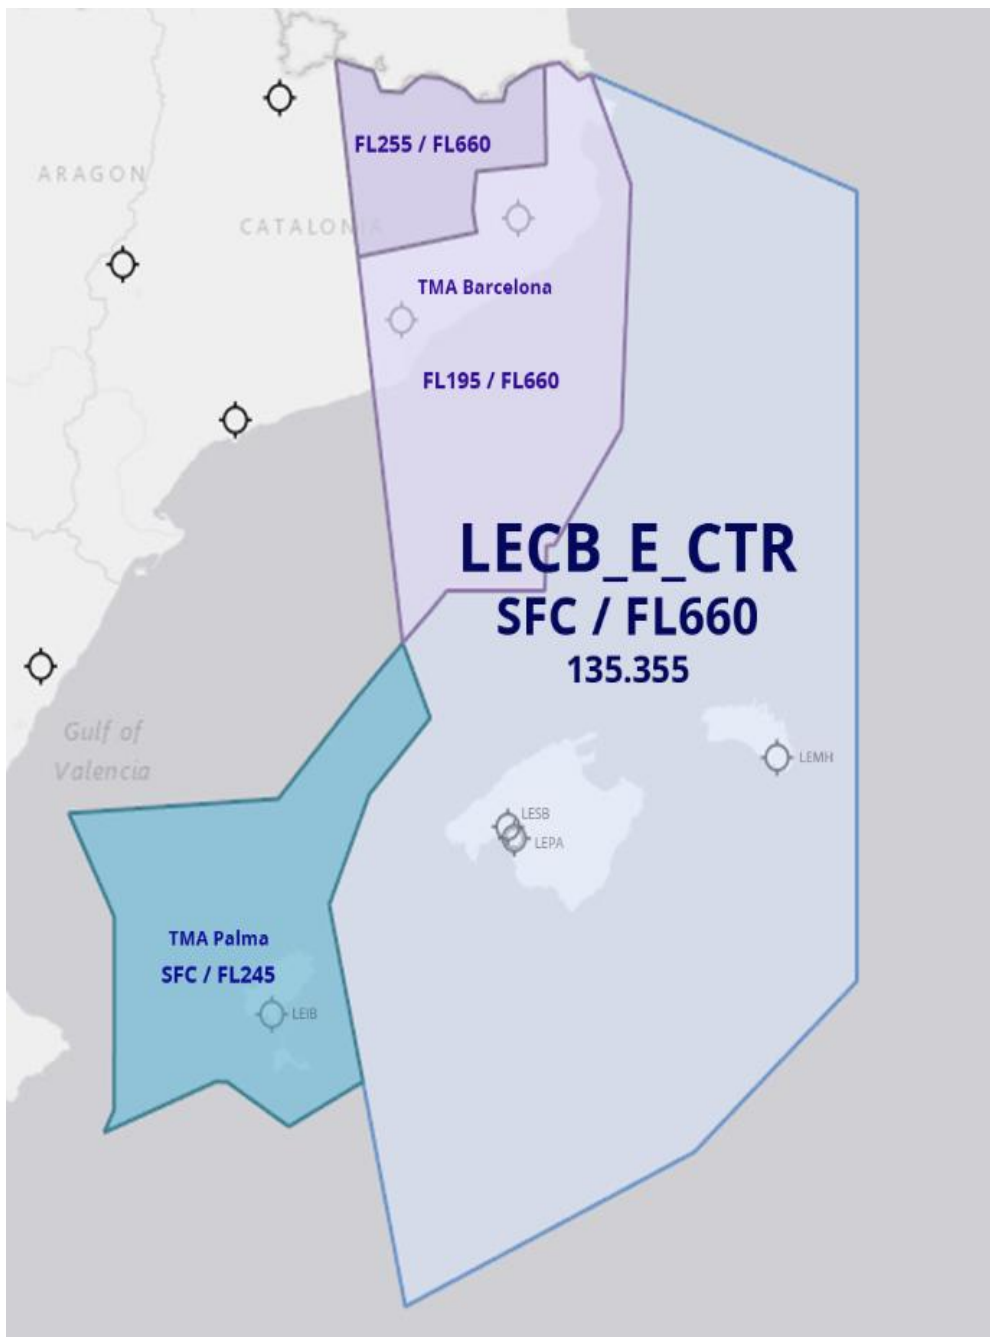 FL255 / FL660
ARAGON
CATALONIA
TMA Barcelona
FL195 / FL660
LECB_E_CTR
SFC / FL660
135.355
Gulf of
Valencia
LEMH
LESB
LEPA
TMA Palma
SFC / FL245
LEIB